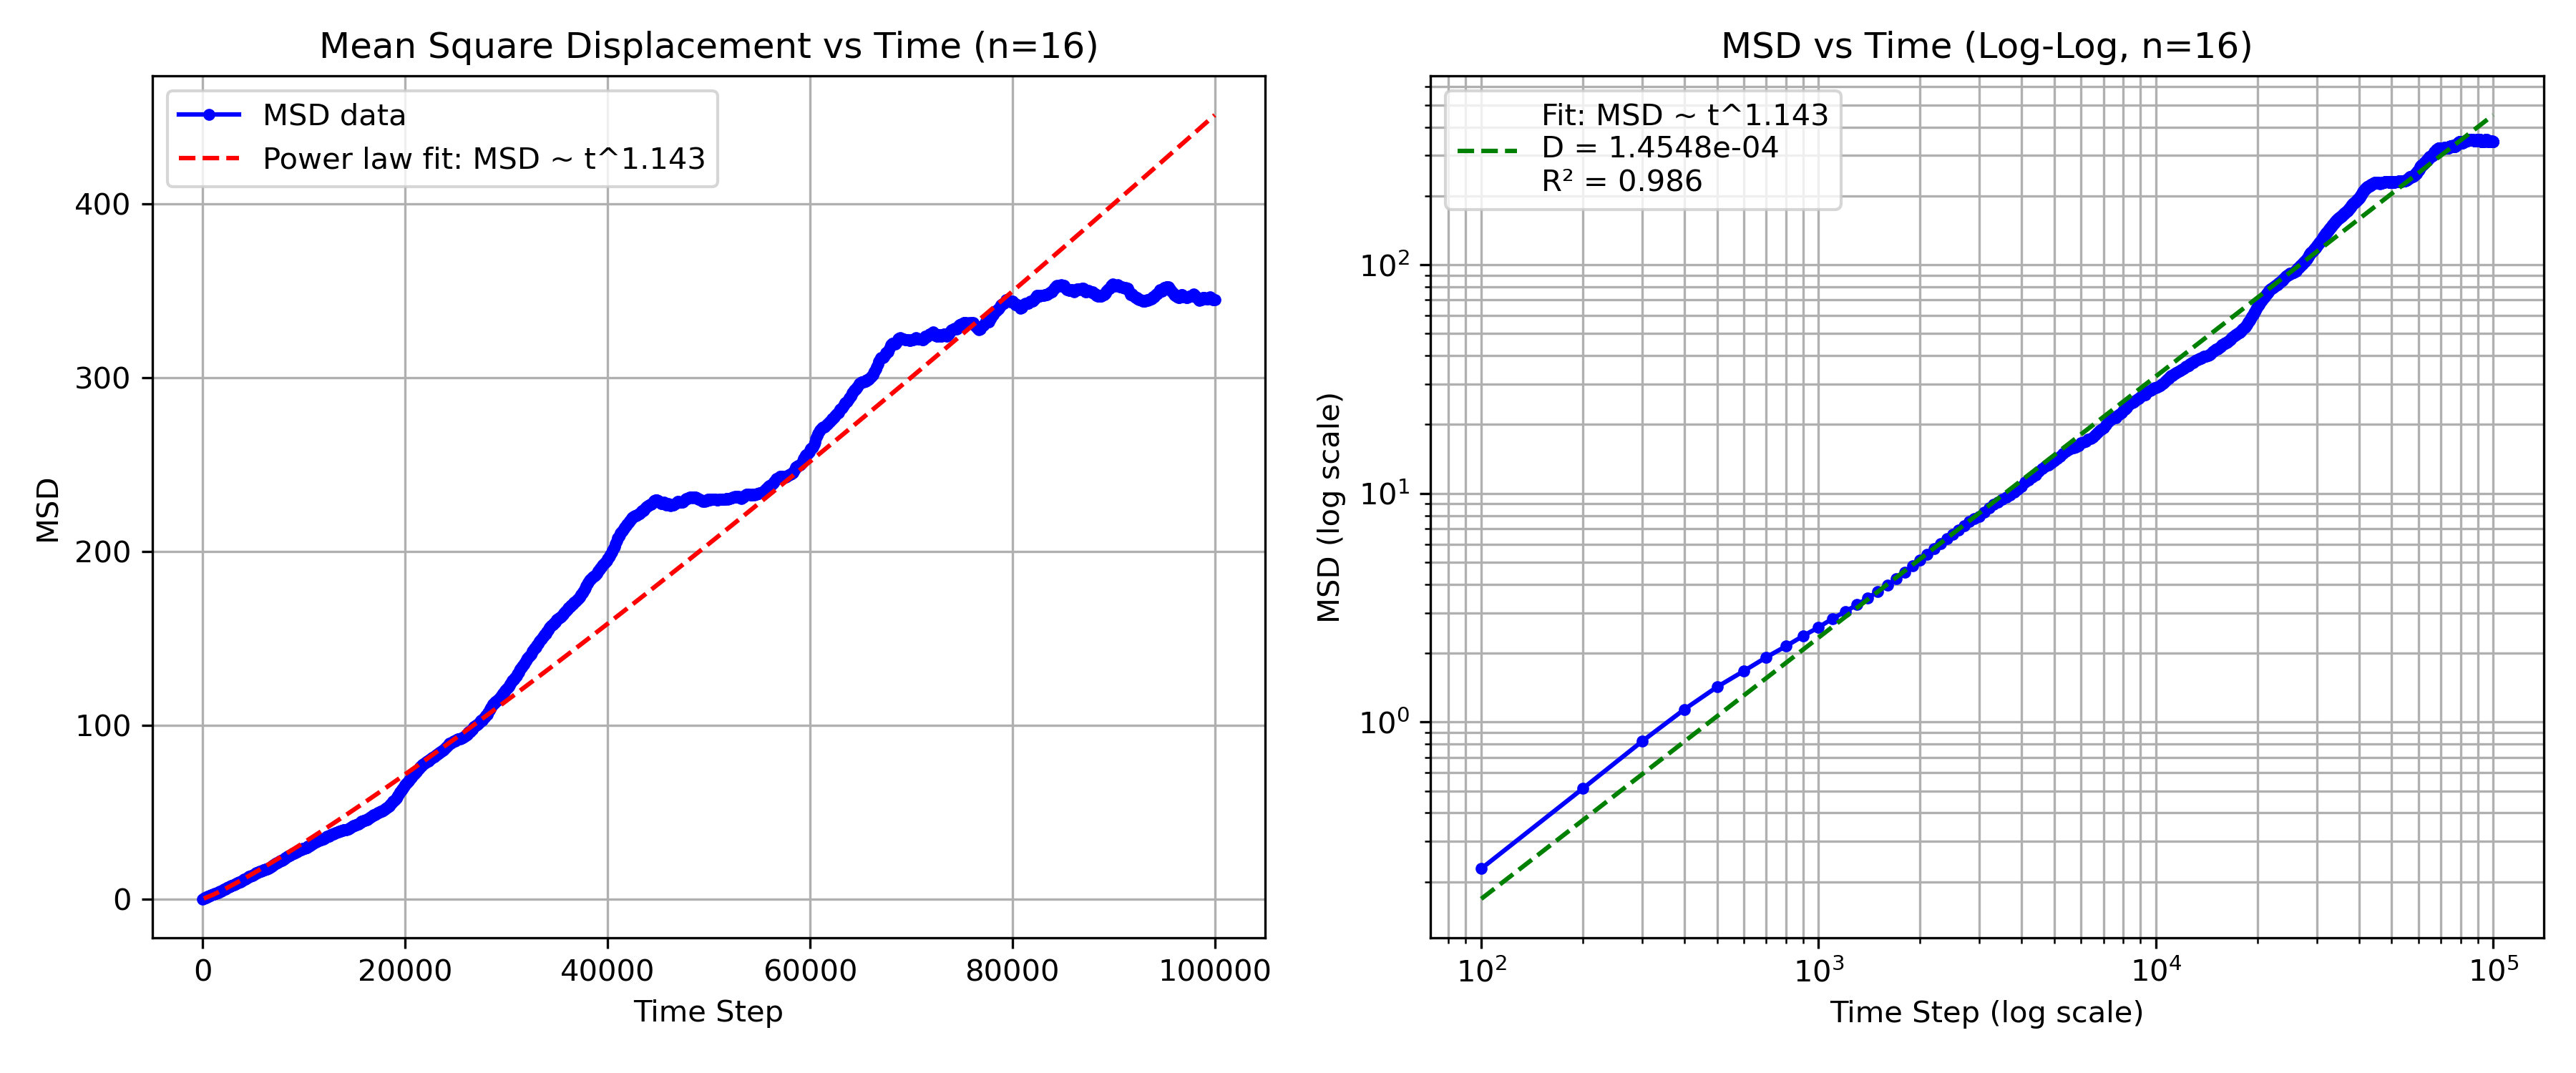 Mean Square Displacement vs Time (n=16)
MSD data
Power law fit: MSD ~ t^1.143
MSD
400
300
200
100
0
0 20000 40000 60000 80000 100000
Time Step
MSD vs Time (Log-Log, n=16)
Fit: MSD ~ t^1.143
D = 1.4548e-04
R² = 0.986
MSD (log scale)
10²
10¹
10⁰
10² 10³ 10⁴ 10⁵
Time Step (log scale)